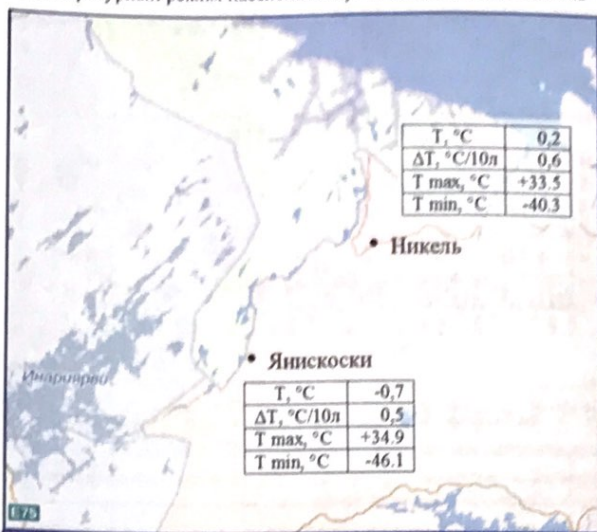 T, °C 0,2
ΔT, °C/10л 0,6
T max, °C +33.5
T min, °C -40.3
Никель
Янискоски
Инариярви
T, °C -0,7
ΔT, °C/10л 0,5
T max, °C +34.9
T min, °C -46.1
E75